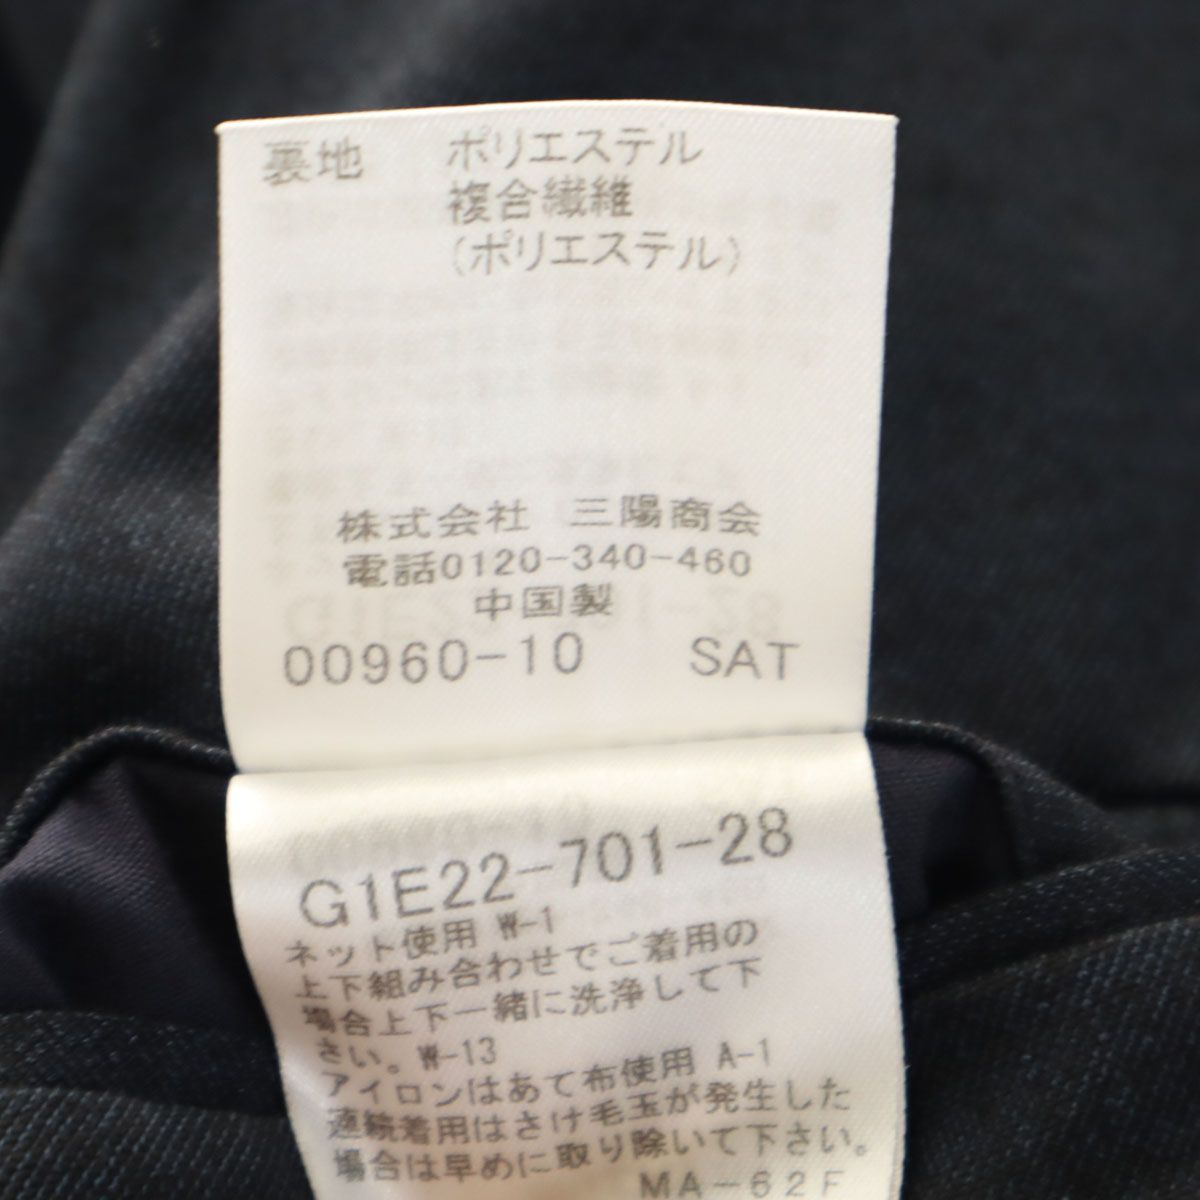 裏地 ポリエステル
複合繊維
(ポリエステル)
株式会社 三陽商会
電話0120-340-460
中国製
00960-10 SAT
G1E22-701-28
ネット使用 W-1
上下組み合わせでご着用の
場合上下一緒に洗浄して下
さい。W-13
アイロンはあて布使用 A-1
連続着用はさけ毛玉が発生した
場合は早めに取り除いて下さい。
MA-62F